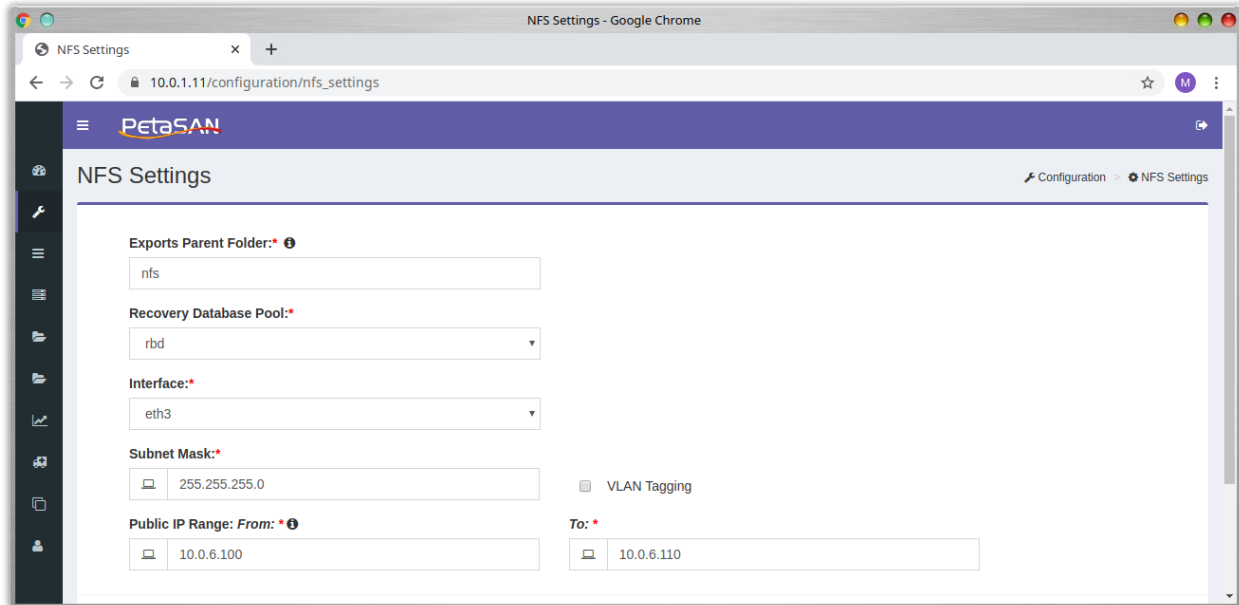 NFS Settings - Google Chrome
NFS Settings
10.0.1.11/configuration/nfs_settings
M
PetaSAN
NFS Settings
Configuration > NFS Settings
Exports Parent Folder:*
nfs
Recovery Database Pool:*
rbd
Interface:*
eth3
Subnet Mask:*
255.255.255.0
VLAN Tagging
Public IP Range: From: * To: *
10.0.6.100 10.0.6.110